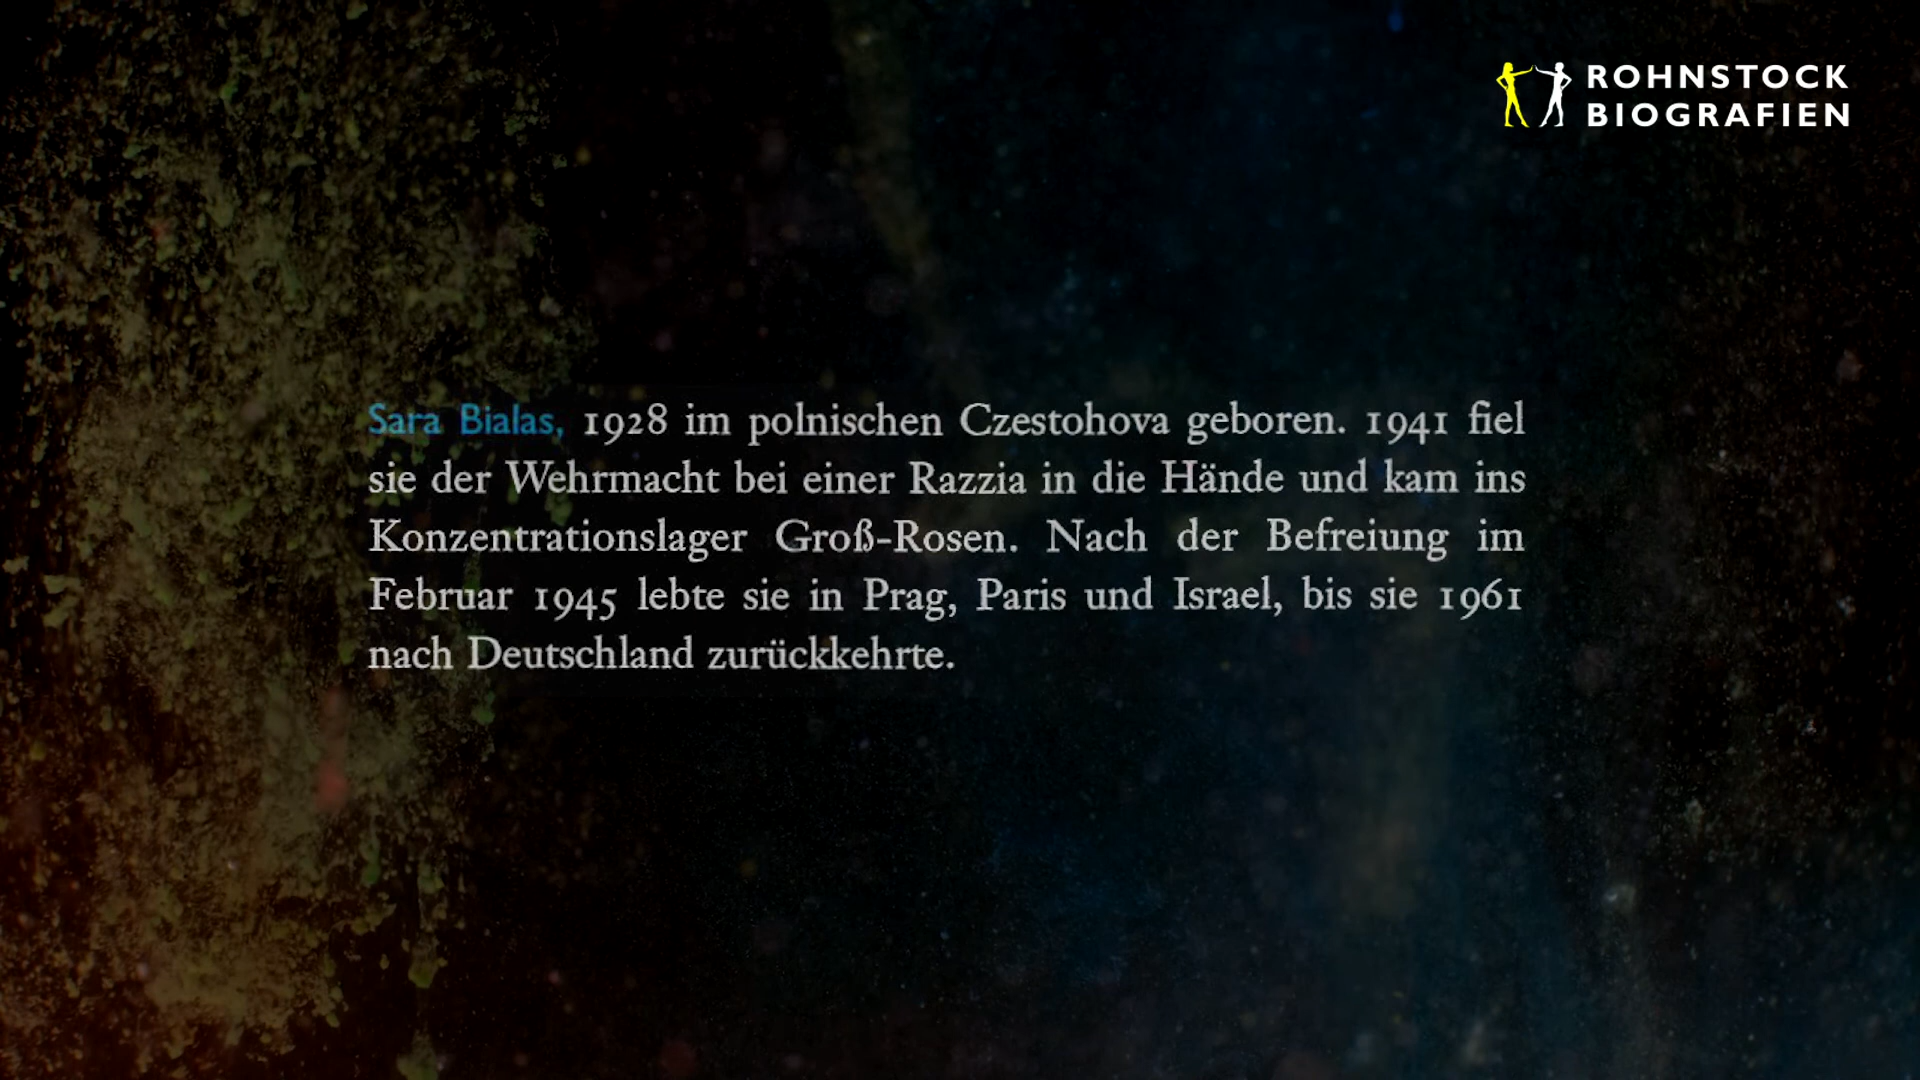 ROHNSTOCK
BIOGRAFIEN
Sara Bialas, 1928 im polnischen Czestohova geboren. 1941 fiel
sie der Wehrmacht bei einer Razzia in die Hände und kam ins
Konzentrationslager Groß-Rosen. Nach der Befreiung im
Februar 1945 lebte sie in Prag, Paris und Israel, bis sie 1961
nach Deutschland zurückkehrte.